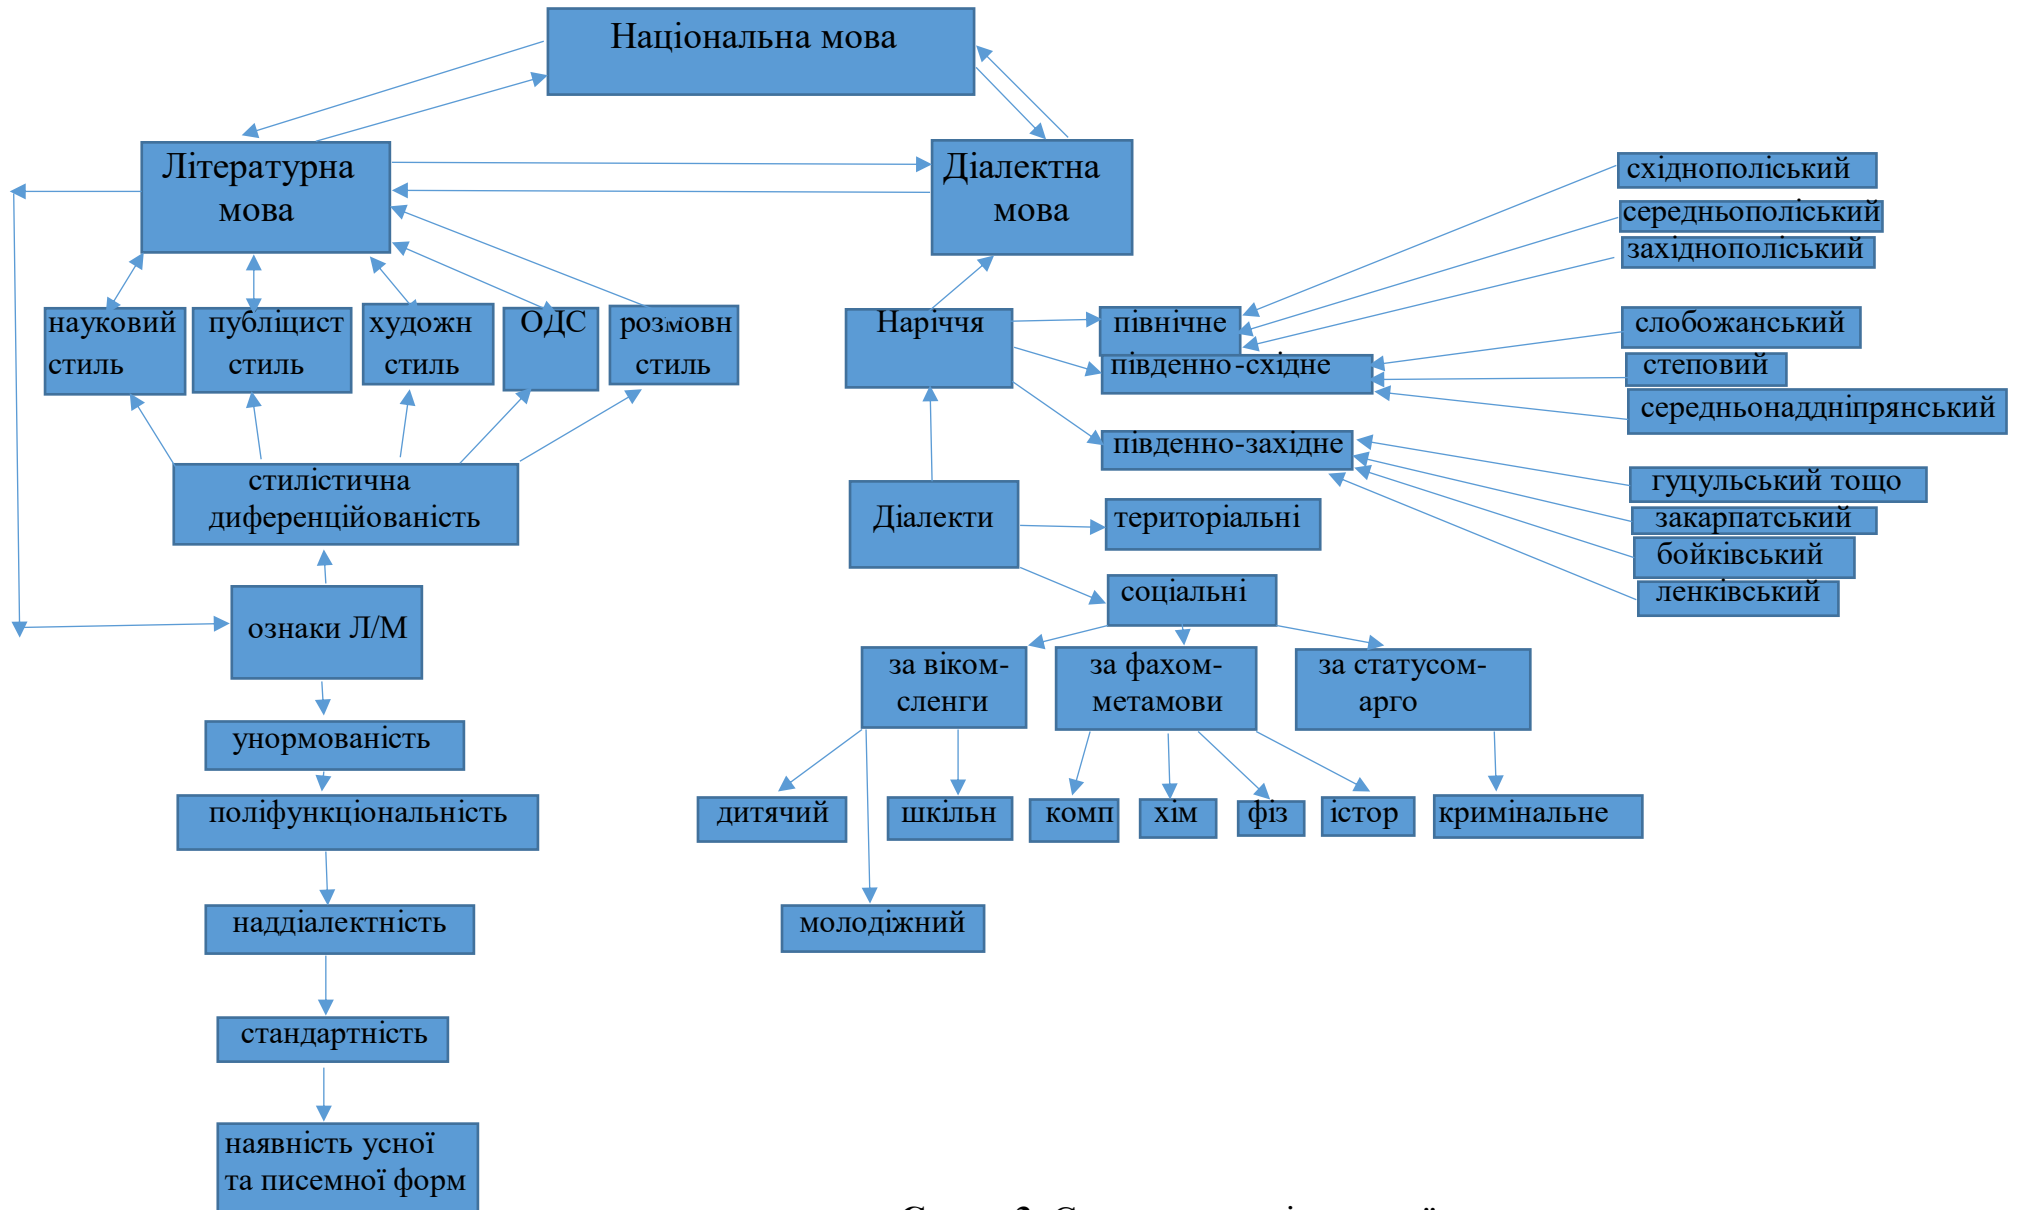 Національна мова
Літературна
мова
Діалектна
мова
східнополіський
середньополіський
західнополіський
науковий
стиль
публіцист
стиль
художн
стиль
ОДС
розмовн
стиль
Наріччя
північне
південно-східне
південно-західне
слобожанський
степовий
середньонаддніпрянський
гуцульський тощо
закарпатський
бойківський
ленківський
стилістична
диференційованість
Діалекти
територіальні
соціальні
ознаки Л/М
за віком-
сленги
за фахом-
метамови
за статусом-
арго
унормованість
поліфункціональність
дитячий
шкільн
комп
хім
фіз
істор
кримінальне
молодіжний
наддіалектність
стандартність
наявність усної
та писемної форм